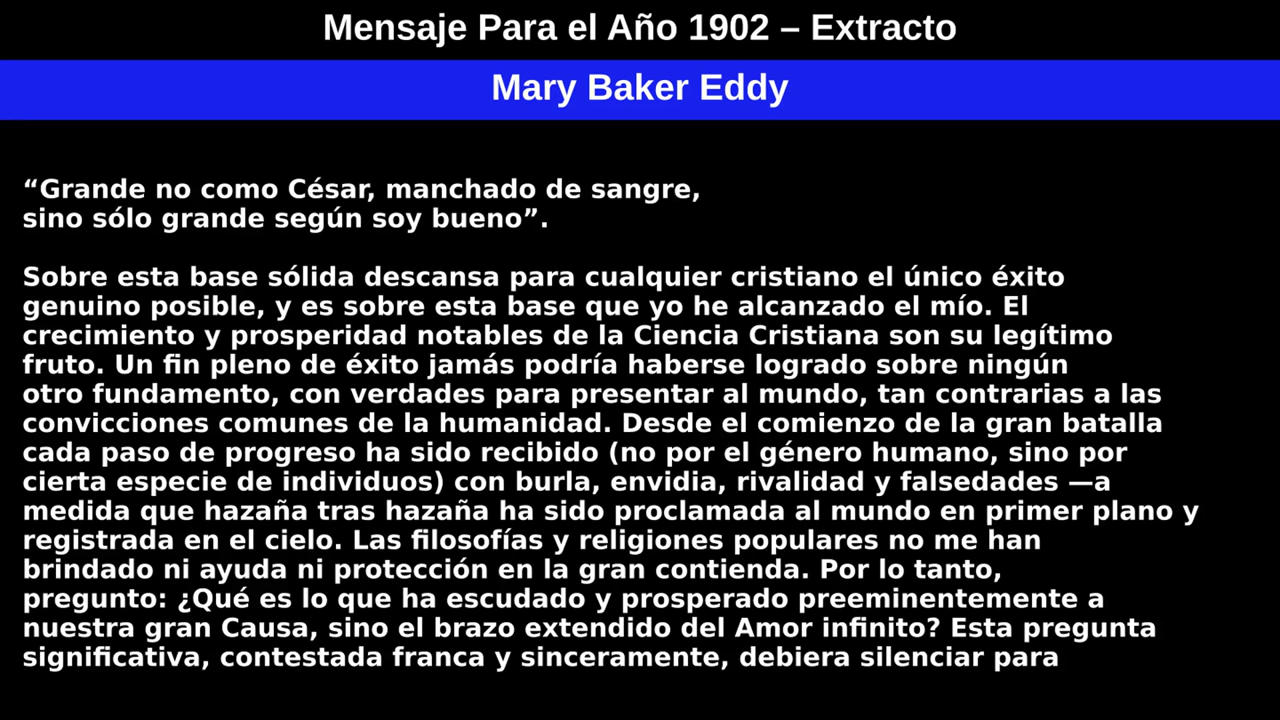 Mensaje Para el Año 1902 – Extracto
Mary Baker Eddy
“Grande no como César, manchado de sangre,
sino sólo grande según soy bueno”.
Sobre esta base sólida descansa para cualquier cristiano el único éxito
genuino posible, y es sobre esta base que yo he alcanzado el mío. El
crecimiento y prosperidad notables de la Ciencia Cristiana son su legítimo
fruto. Un fin pleno de éxito jamás podría haberse logrado sobre ningún
otro fundamento, con verdades para presentar al mundo, tan contrarias a las
convicciones comunes de la humanidad. Desde el comienzo de la gran batalla
cada paso de progreso ha sido recibido (no por el género humano, sino por
cierta especie de individuos) con burla, envidia, rivalidad y falsedades —a
medida que hazaña tras hazaña ha sido proclamada al mundo en primer plano y
registrada en el cielo. Las filosofías y religiones populares no me han
brindado ni ayuda ni protección en la gran contienda. Por lo tanto,
pregunto: ¿Qué es lo que ha escudado y prosperado preeminentemente a
nuestra gran Causa, sino el brazo extendido del Amor infinito? Esta pregunta
significativa, contestada franca y sinceramente, debiera silenciar para